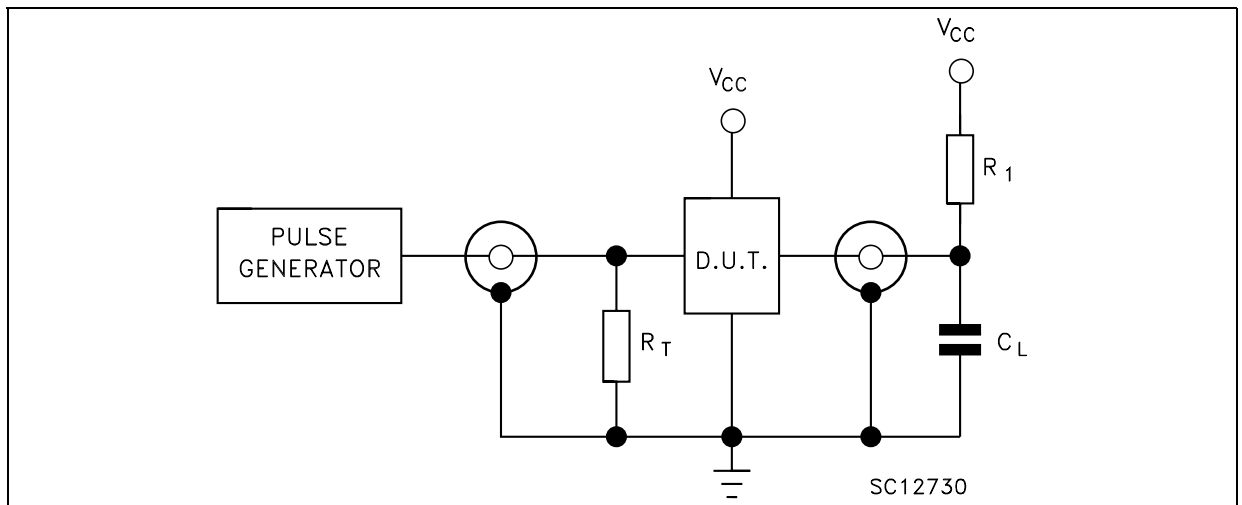 VCC
VCC
R1
PULSE
GENERATOR
D.U.T.
RT
CL
SC12730